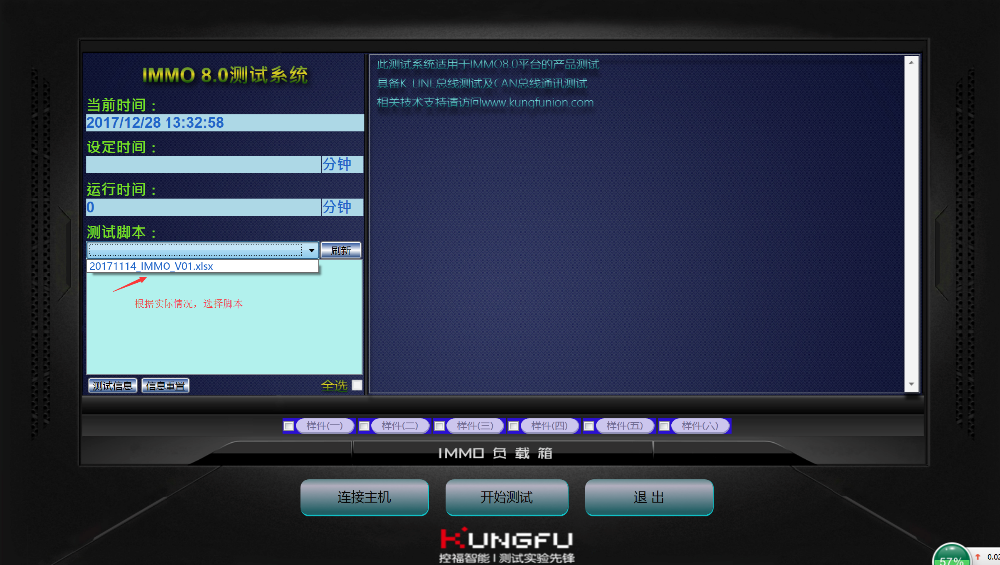 IMMO 8.0测试系统
当前时间：
2017/12/28 13:32:58
设定时间：
分钟
运行时间：
0 分钟
测试脚本：
刷新
20171114_IMMO_V01.xlsx
根据实际情况，选择脚本
测试信息 信息重置 全选
此测试系统适用于IMMO8.0平台的产品测试
具备K_LINE总线测试及CAN总线通讯测试
相关技术支持请访问www.kungfunion.com
样件(一) 样件(二) 样件(三) 样件(四) 样件(五) 样件(六)
IMMO 负 载 箱
连接主机 开始测试 退 出
KUNGFU
控福智能 | 测试实验先锋
57% 0.02